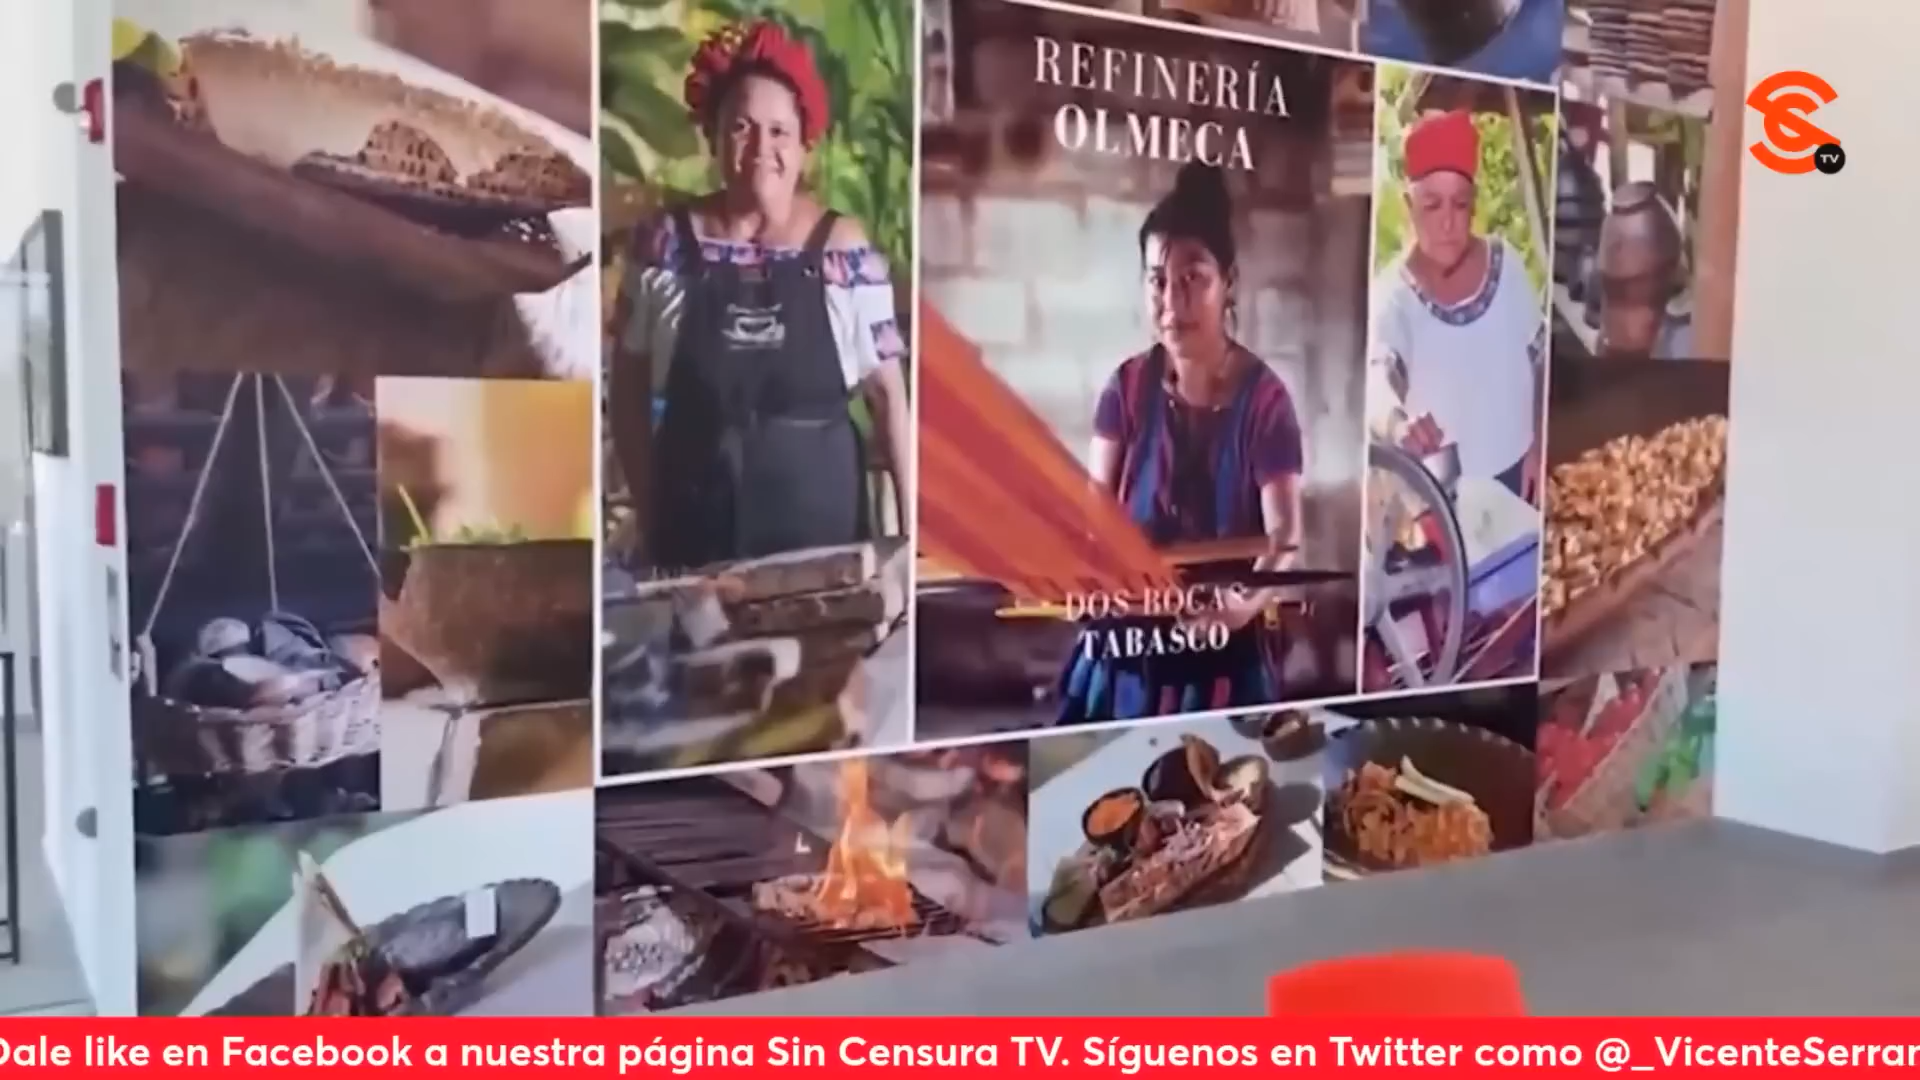 REFINERÍA
OLMECA
TV
DOS BOCAS
TABASCO
Dale like en Facebook a nuestra página Sin Censura TV. Síguenos en Twitter como @_VicenteSerran